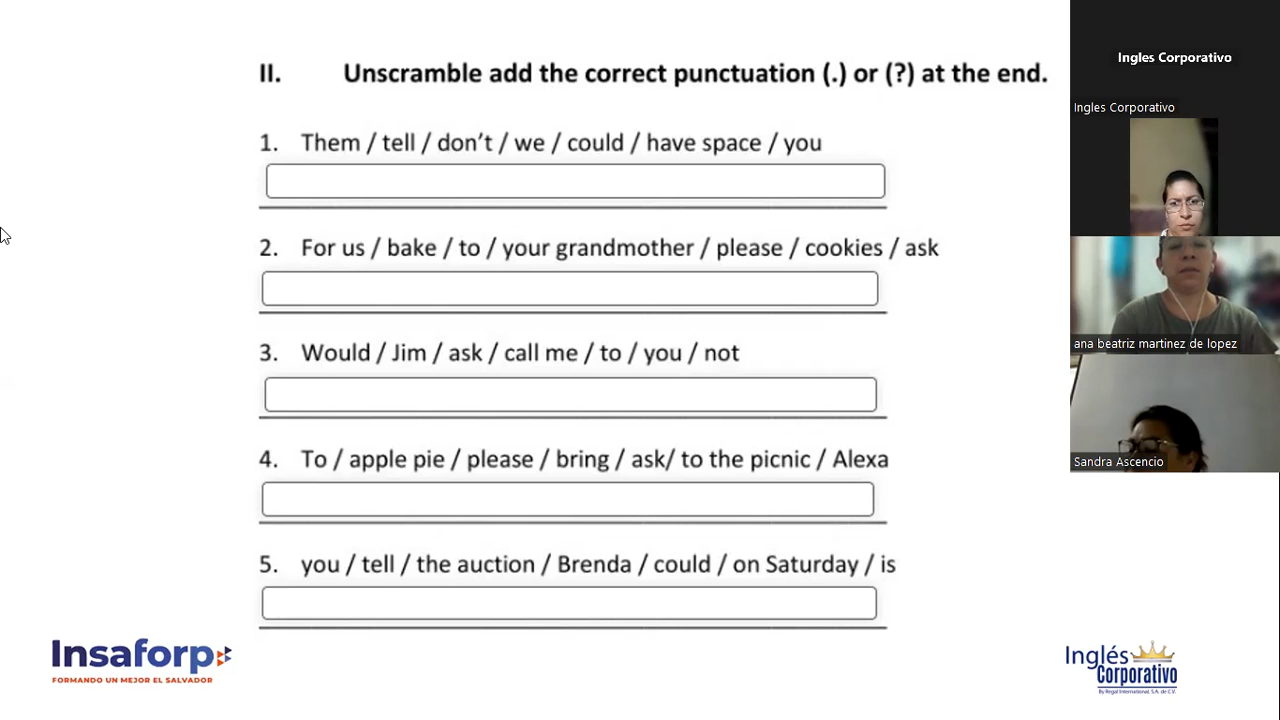 II. Unscramble add the correct punctuation (.) or (?) at the end.
1. Them / tell / don't / we / could / have space / you
2. For us / bake / to / your grandmother / please / cookies / ask
3. Would / Jim / ask / call me / to / you / not
4. To / apple pie / please / bring / ask/ to the picnic / Alexa
5. you / tell / the auction / Brenda / could / on Saturday / is
Insaforp
FORMANDO UN MEJOR EL SALVADOR
Inglés
Corporativo
By Regal International, S.A. de C.V.
Ingles Corporativo
Ingles Corporativo
ana beatriz martinez de lopez
Sandra Ascencio